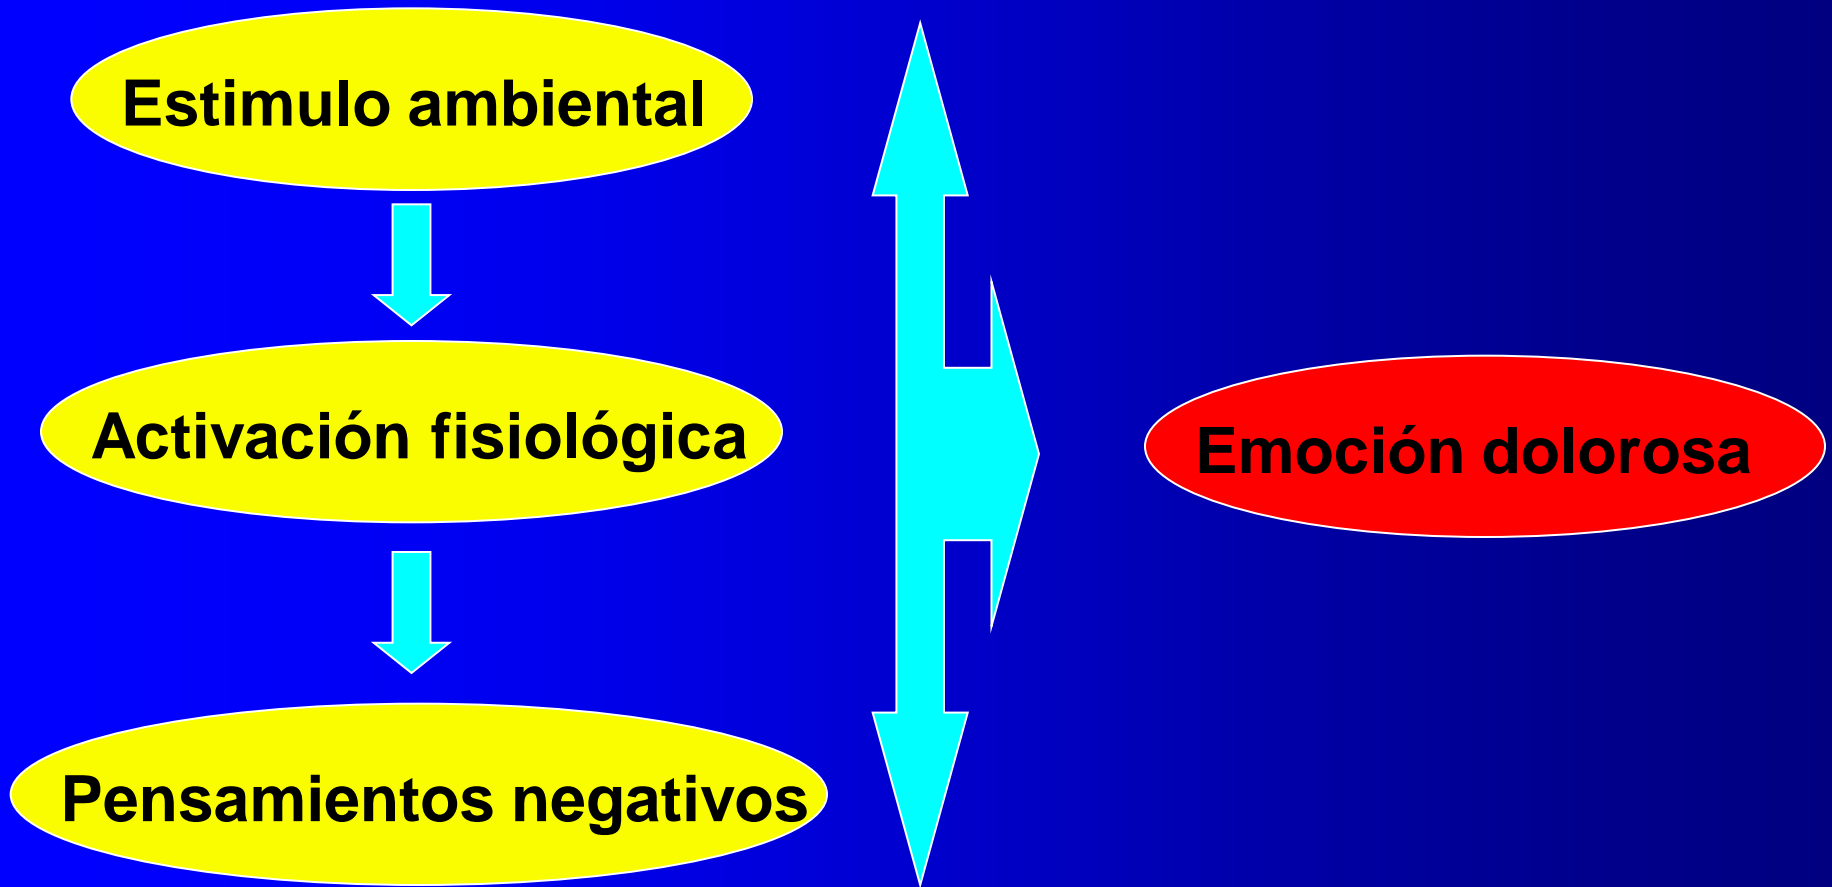 Estimulo ambiental
Activación fisiológica
Emoción dolorosa
Pensamientos negativos